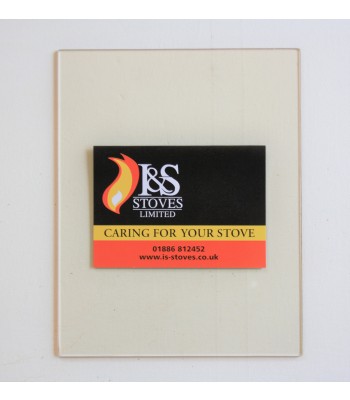 I&S
STOVES
LIMITED
CARING FOR YOUR STOVE
01886 812452
www.is-stoves.co.uk